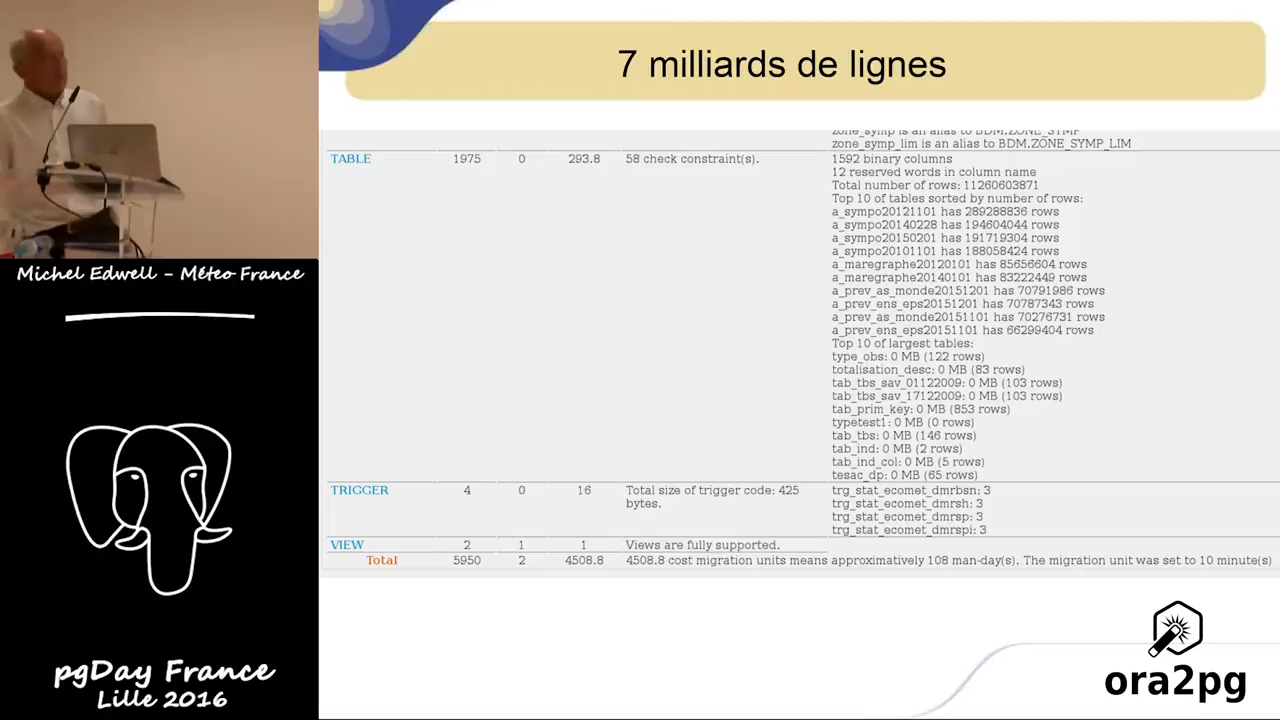 7 milliards de lignes
zone_symp is an alias to BDM.ZONE_SYMP
zone_symp_lim is an alias to BDM.ZONE_SYMP_LIM
TABLE 1975 0 293.8 58 check constraint(s). 1592 binary columns
12 reserved words in column name
Total number of rows: 11260603871
Top 10 of tables sorted by number of rows:
a_sympo20121101 has 289288836 rows
a_sympo20140228 has 194604044 rows
a_sympo20150201 has 191719304 rows
a_sympo20101101 has 188058424 rows
a_maregraphe20120101 has 85656604 rows
a_maregraphe20140101 has 83222449 rows
a_prev_as_monde20151201 has 70791986 rows
a_prev_ens_eps20151201 has 70787343 rows
a_prev_as_monde20151101 has 70276731 rows
a_prev_ens_eps20151101 has 66299404 rows
Top 10 of largest tables:
type_obs: 0 MB (122 rows)
totalisation_desc: 0 MB (83 rows)
tab_tbs_sav_01122009: 0 MB (103 rows)
tab_tbs_sav_17122009: 0 MB (103 rows)
tab_prim_key: 0 MB (853 rows)
typetest1: 0 MB (0 rows)
tab_tbs: 0 MB (146 rows)
tab_ind: 0 MB (2 rows)
tab_ind_col: 0 MB (5 rows)
tesac_dp: 0 MB (65 rows)
TRIGGER 4 0 16 Total size of trigger code: 425 trg_stat_ecomet_dmrbsn: 3
bytes. trg_stat_ecomet_dmrsh: 3
trg_stat_ecomet_dmrsp: 3
trg_stat_ecomet_dmrspi: 3
VIEW 2 1 1 Views are fully supported.
Total 5950 2 4508.8 4508.8 cost migration units means approximately 108 man-day(s). The migration unit was set to 10 minute(s)
ora2pg
Michel Edwell - Méteo France
pgDay France
Lille 2016